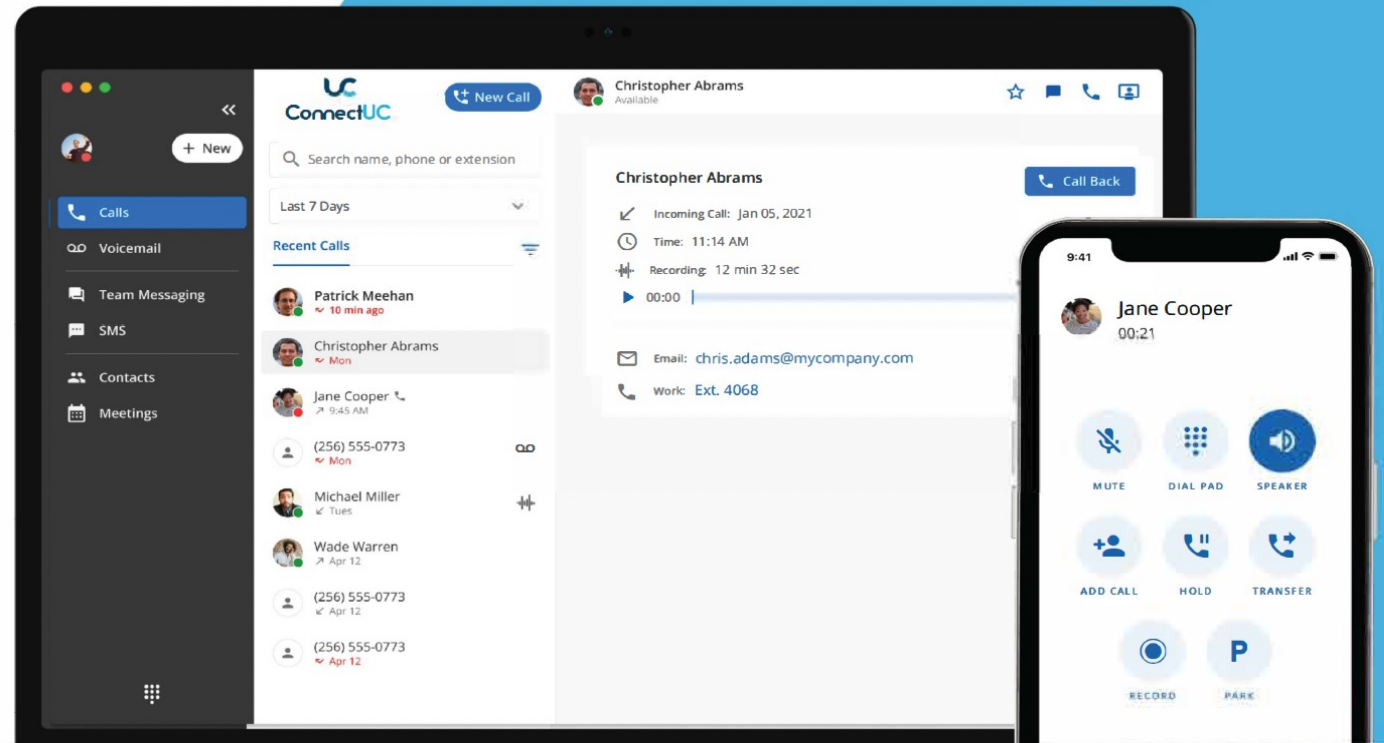 UC
ConnectUC
New Call
Christopher Abrams
Available
+ New
Search name, phone or extension
Last 7 Days
Recent Calls
Calls
Voicemail
Team Messaging
SMS
Contacts
Meetings
Patrick Meehan
10 min ago
Christopher Abrams
Mon
Jane Cooper
9:45 AM
(256) 555-0773
Mon
Michael Miller
Tues
Wade Warren
Apr 12
(256) 555-0773
Apr 12
(256) 555-0773
Apr 12
Christopher Abrams
Call Back
Incoming Call: Jan 05, 2021
Time: 11:14 AM
Recording: 12 min 32 sec
00:00
Email: chris.adams@mycompany.com
Work: Ext. 4068
9:41
Jane Cooper
00:21
MUTE DIAL PAD SPEAKER
ADD CALL HOLD TRANSFER
P
RECORD PARK